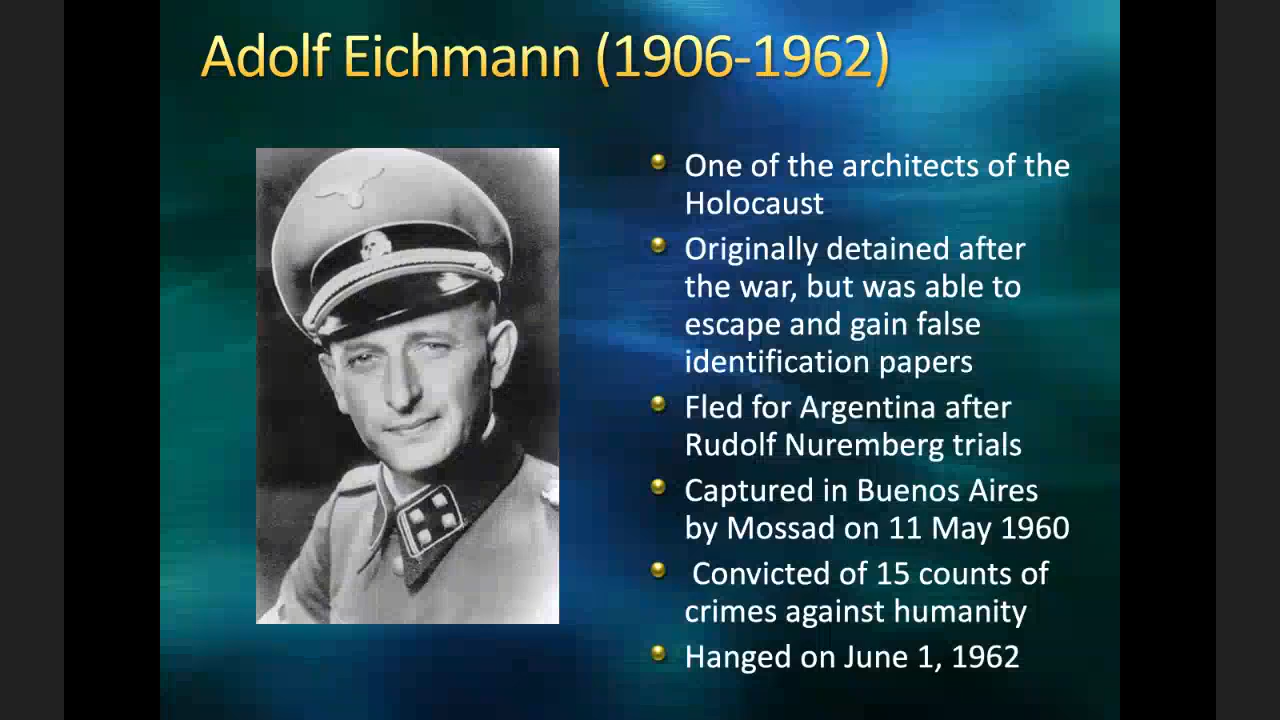 Adolf Eichmann (1906-1962)
One of the architects of the
Holocaust
Originally detained after
the war, but was able to
escape and gain false
identification papers
Fled for Argentina after
Rudolf Nuremberg trials
Captured in Buenos Aires
by Mossad on 11 May 1960
Convicted of 15 counts of
crimes against humanity
Hanged on June 1, 1962